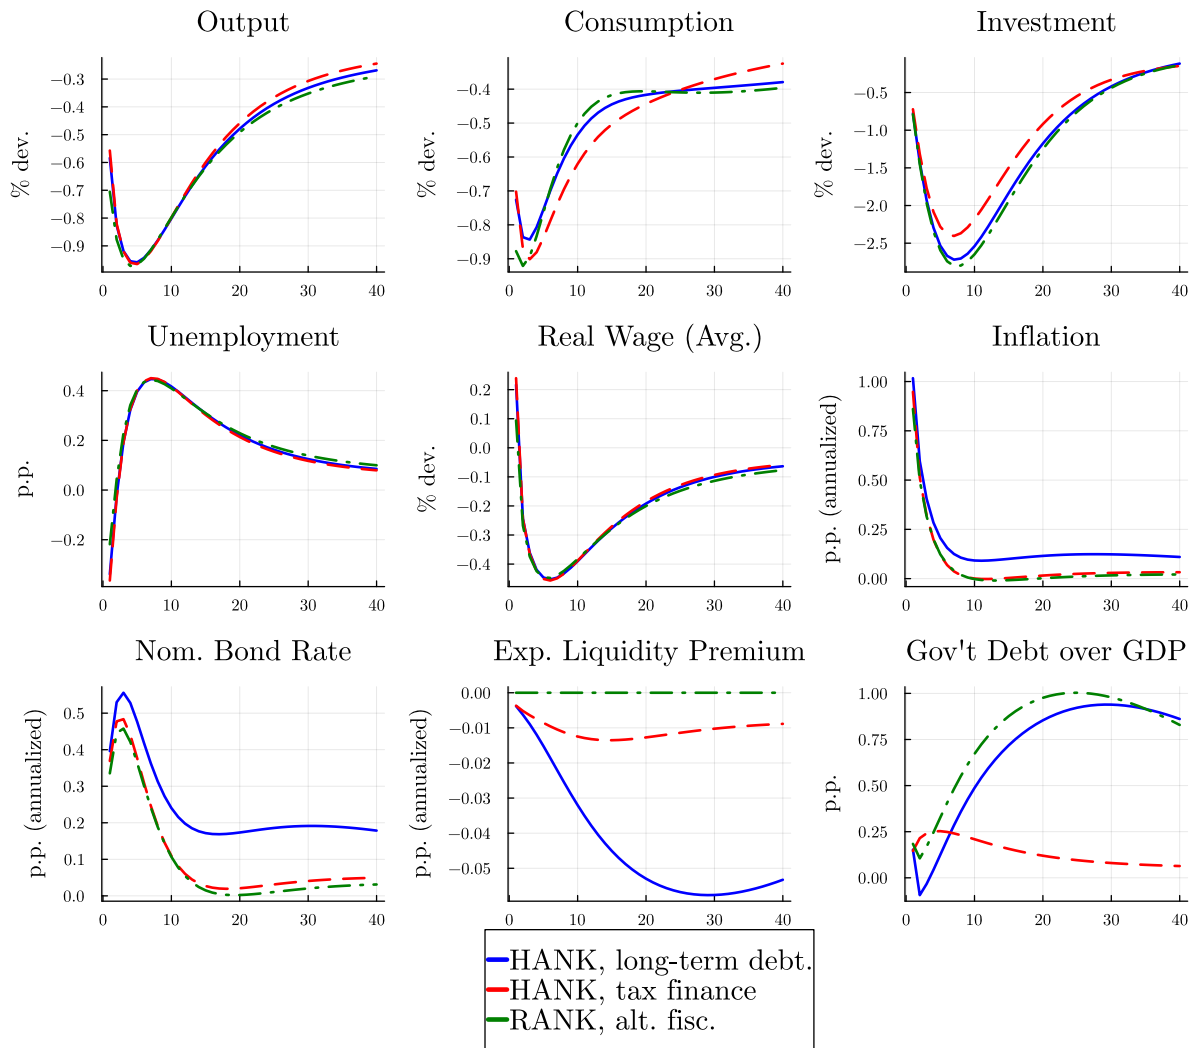 Output
Consumption
Investment
% dev.
−0.3
−0.4
−0.5
−0.6
−0.7
−0.8
−0.9
0 10 20 30 40
% dev.
−0.4
−0.5
−0.6
−0.7
−0.8
−0.9
0 10 20 30 40
% dev.
−0.5
−1.0
−1.5
−2.0
−2.5
0 10 20 30 40
Unemployment
Real Wage (Avg.)
Inflation
p.p.
0.4
0.2
0.0
−0.2
0 10 20 30 40
% dev.
0.2
0.1
0.0
−0.1
−0.2
−0.3
−0.4
0 10 20 30 40
p.p. (annualized)
1.00
0.75
0.50
0.25
0.00
0 10 20 30 40
Nom. Bond Rate
Exp. Liquidity Premium
Gov't Debt over GDP
p.p. (annualized)
0.5
0.4
0.3
0.2
0.1
0.0
0 10 20 30 40
p.p. (annualized)
0.00
−0.01
−0.02
−0.03
−0.04
−0.05
0 10 20 30 40
p.p.
1.00
0.75
0.50
0.25
0.00
0 10 20 30 40
HANK, long-term debt.
HANK, tax finance
RANK, alt. fisc.